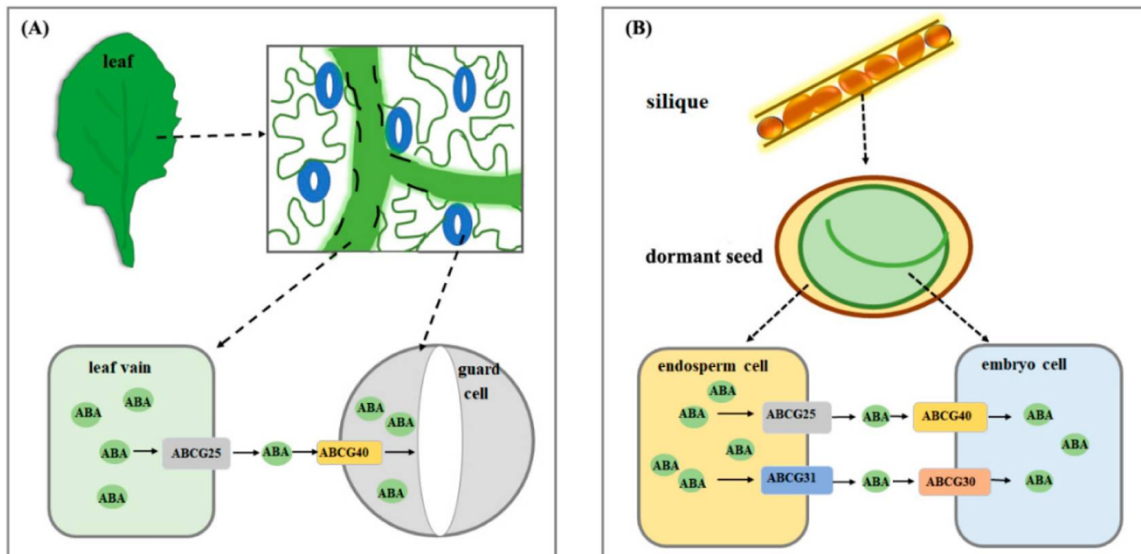 (A)
leaf
leaf vain
ABA
ABA
ABA
ABA
ABCG25
ABA
ABCG40
guard
cell
ABA
ABA
ABA
(B)
silique
dormant seed
endosperm cell
ABA
ABA
ABA
ABA
ABA
ABCG25
ABA
ABCG40
embryo cell
ABA
ABA
ABA
ABCG31
ABA
ABCG30